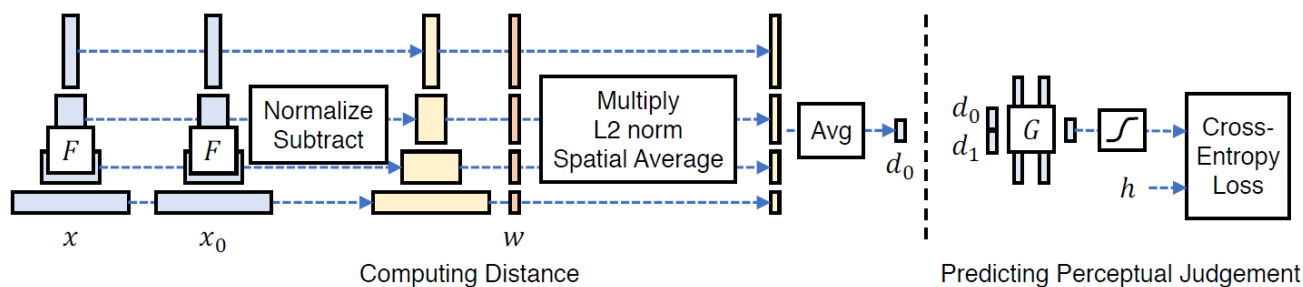 F
F
x
x₀
Normalize
Subtract
w
Multiply
L2 norm
Spatial Average
Avg
d₀
Computing Distance
d₀
d₁
G
h
Cross-
Entropy
Loss
Predicting Perceptual Judgement